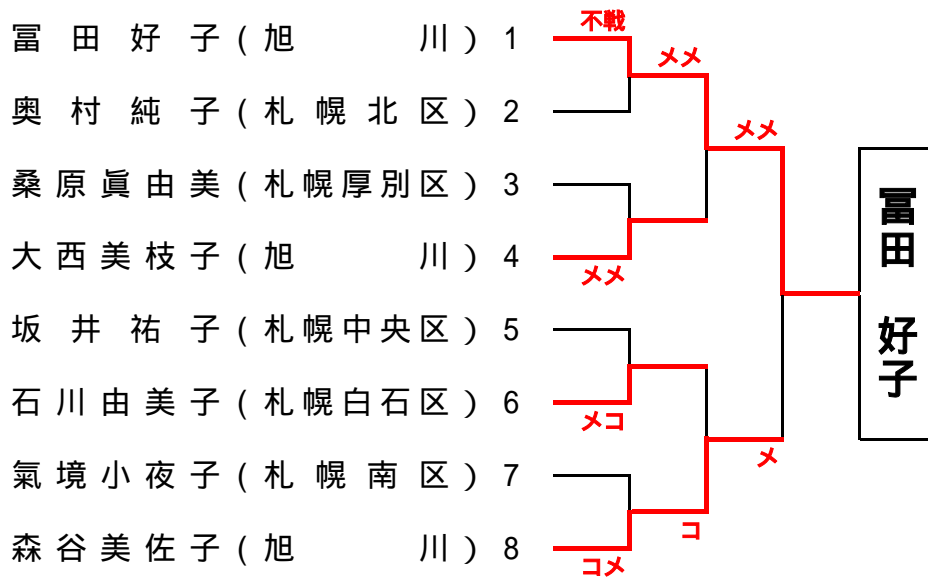 不戦
冨田好子(旭川) 1
メメ
奥村純子(札幌北区) 2
メメ
桑原眞由美(札幌厚別区) 3
大西美枝子(旭川) 4
メメ
冨田 好子
坂井祐子(札幌中央区) 5
石川由美子(札幌白石区) 6
メコ
メ
氣境小夜子(札幌南区) 7
コ
森谷美佐子(旭川) 8
コメ